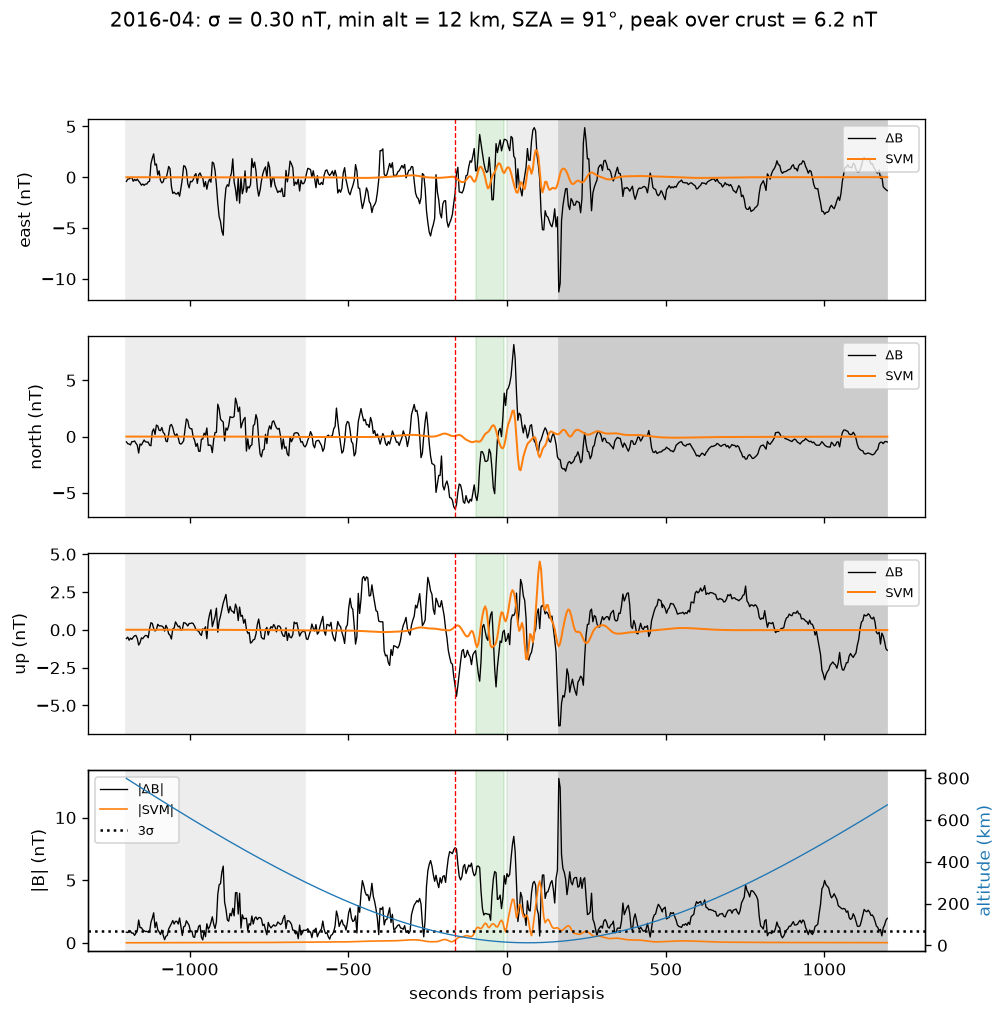 2016-04: σ = 0.30 nT, min alt = 12 km, SZA = 91°, peak over crust = 6.2 nT
5
0
−5
−10
east (nT)
ΔB
SVM
5
0
−5
north (nT)
ΔB
SVM
5.0
2.5
0.0
−2.5
−5.0
up (nT)
ΔB
SVM
|ΔB|
|SVM|
3σ
10
5
0
|B| (nT)
800
600
400
200
0
altitude (km)
−1000
−500
0
500
1000
seconds from periapsis